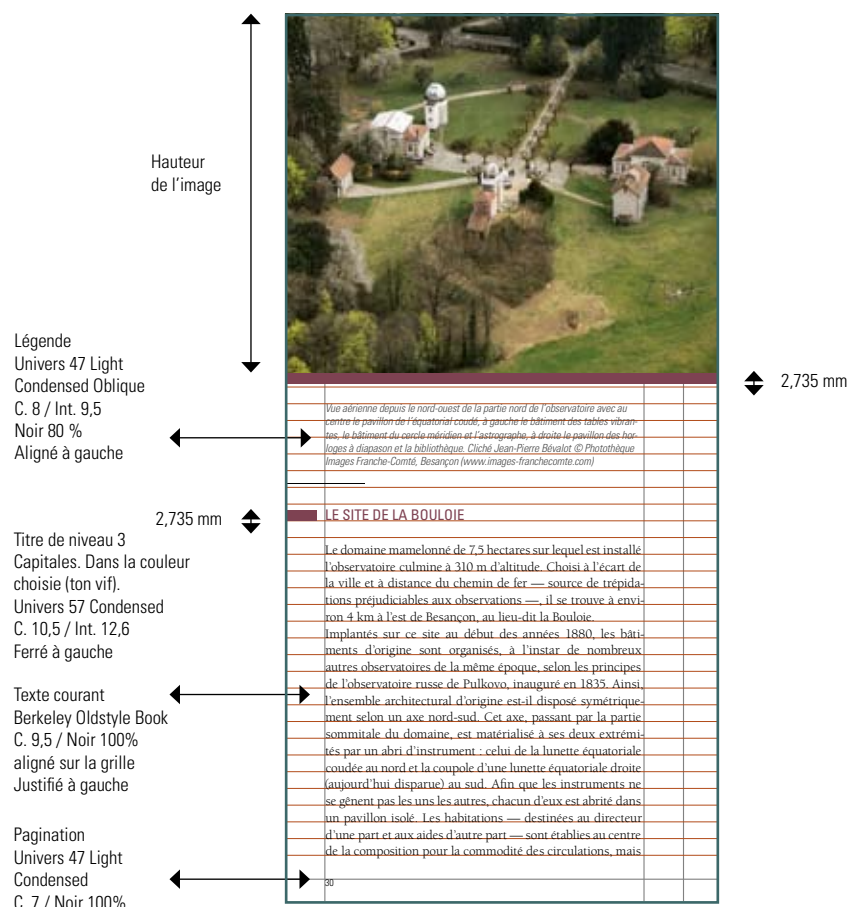 Hauteur
de l’image
Légende
Univers 47 Light
Condensed Oblique
C. 8 / Int. 9,5
Noir 80 %
Aligné à gauche
2,735 mm
Vue aérienne depuis le nord-ouest de la partie nord de l’observatoire avec au
centre le pavillon de l’équatorial coudé, à gauche le bâtiment des tables vibran-
tes, le bâtiment du cercle méridien et l’astrographe, à droite le pavillon des hor-
loges à diapason et la bibliothèque. Cliché Jean-Pierre Bévalot © Photothèque
Images Franche-Comté, Besançon (www.images-franchecomte.com)
2,735 mm
Titre de niveau 3
Capitales. Dans la couleur
choisie (ton vif).
Univers 57 Condensed
C. 10,5 / Int. 12,6
Ferré à gauche
LE SITE DE LA BOULOIE
Texte courant
Berkeley Oldstyle Book
C. 9,5 / Noir 100%
aligné sur la grille
Justifié à gauche
Le domaine mamelonné de 7,5 hectares sur lequel est installé
l’observatoire culmine à 310 m d’altitude. Choisi à l’écart de
la ville et à distance du chemin de fer — source de trépida-
tions préjudiciables aux observations —, il se trouve à envi-
ron 4 km à l’est de Besançon, au lieu-dit la Bouloie.
Implantés sur ce site au début des années 1880, les bâti-
ments d’origine sont organisés, à l’instar de nombreux
autres observatoires de la même époque, selon les principes
de l’observatoire russe de Pulkovo, inauguré en 1835. Ainsi,
l’ensemble architectural d’origine est-il disposé symétrique-
ment selon un axe nord-sud. Cet axe, passant par la partie
sommitale du domaine, est matérialisé à ses deux extrémi-
tés par un abri d’instrument : celui de la lunette équatoriale
coudée au nord et la coupole d’une lunette équatoriale droite
(aujourd’hui disparue) au sud. Afin que les instruments ne
se gênent pas les uns les autres, chacun d’eux est abrité dans
un pavillon isolé. Les habitations — destinées au directeur
d’une part et aux aides d’autre part — sont établies au centre
de la composition pour la commodité des circulations, mais
Pagination
Univers 47 Light
Condensed
C. 7 / Noir 100%
30